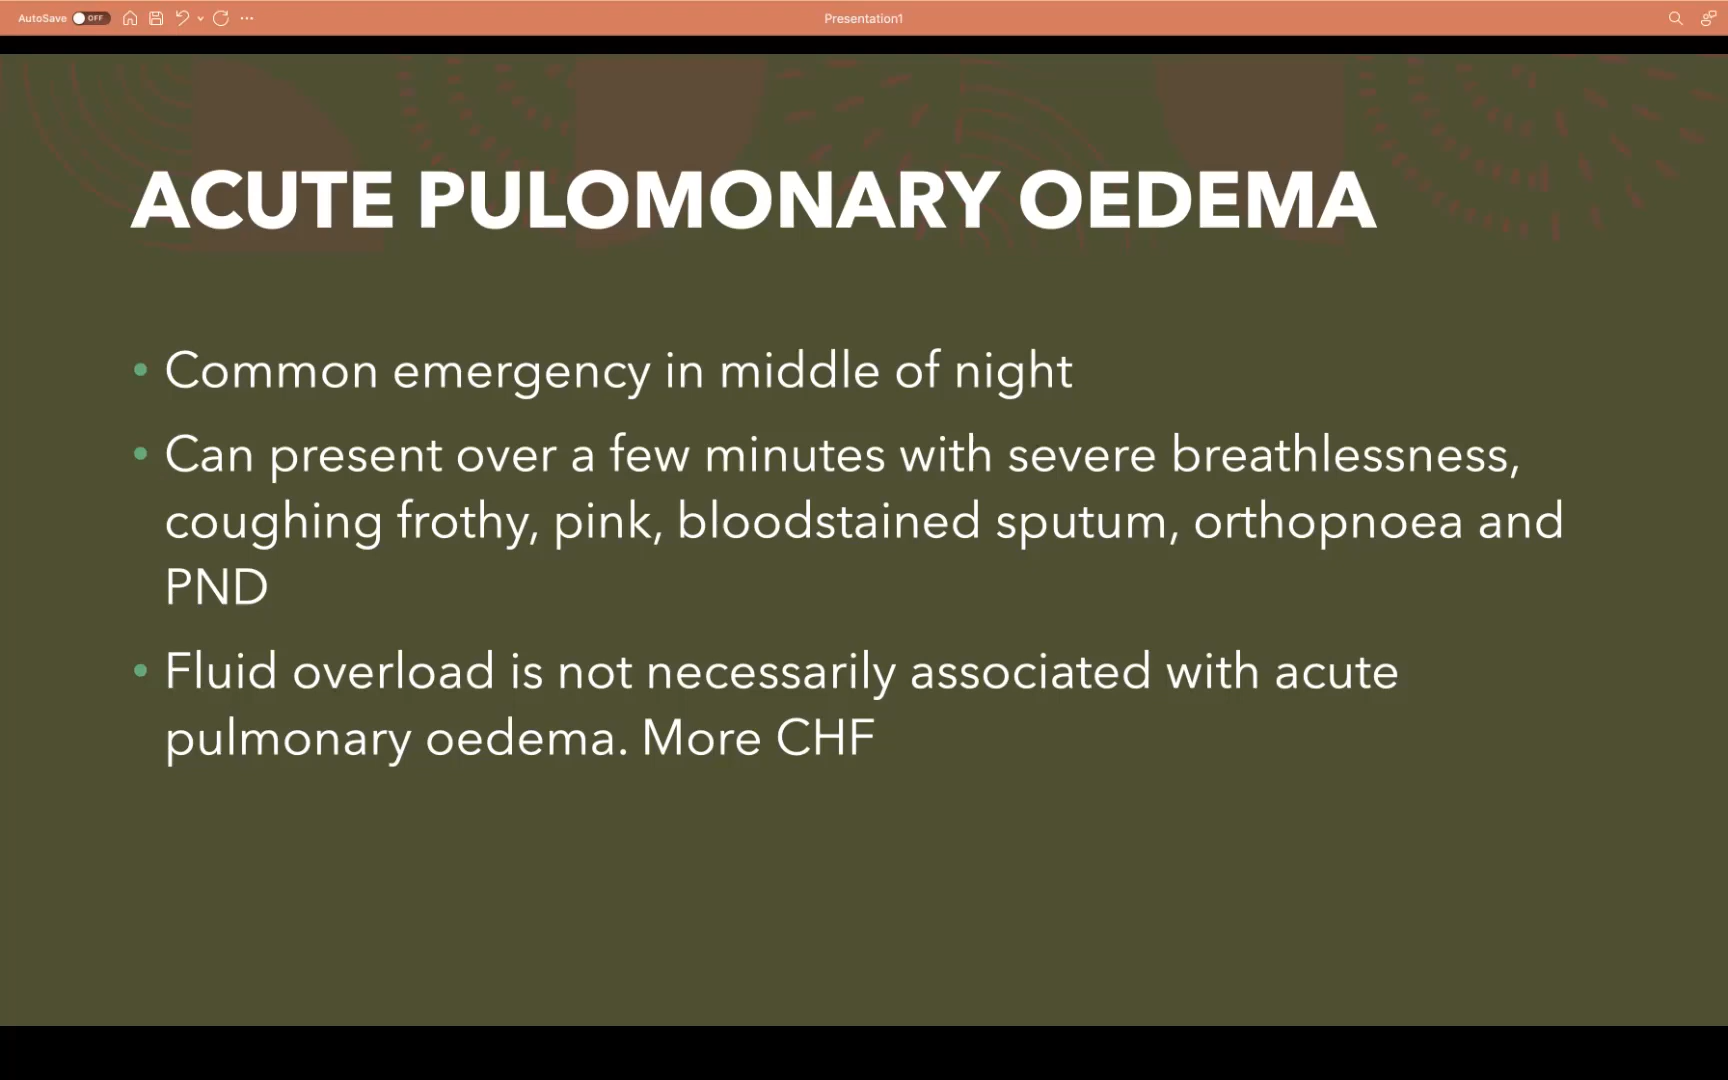 AutoSave OFF Presentation1
ACUTE PULOMONARY OEDEMA
• Common emergency in middle of night
• Can present over a few minutes with severe breathlessness,
coughing frothy, pink, bloodstained sputum, orthopnoea and
PND
• Fluid overload is not necessarily associated with acute
pulmonary oedema. More CHF